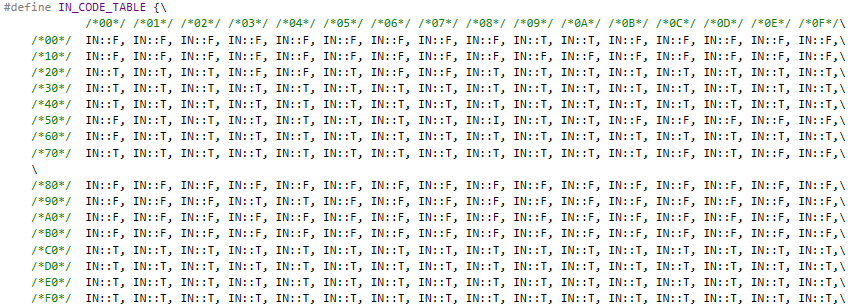 #define IN_CODE_TABLE {\
/*00*/ /*01*/ /*02*/ /*03*/ /*04*/ /*05*/ /*06*/ /*07*/ /*08*/ /*09*/ /*0A*/ /*0B*/ /*0C*/ /*0D*/ /*0E*/ /*0F*/\
/*00*/ IN::F, IN::F, IN::F, IN::F, IN::F, IN::F, IN::F, IN::F, IN::F, IN::T, IN::T, IN::F, IN::F, IN::F, IN::F, IN::F,\
/*10*/ IN::F, IN::F, IN::F, IN::F, IN::F, IN::F, IN::F, IN::F, IN::F, IN::F, IN::F, IN::F, IN::F, IN::F, IN::F, IN::F,\
/*20*/ IN::T, IN::T, IN::T, IN::F, IN::F, IN::F, IN::F, IN::T, IN::T, IN::T, IN::T, IN::T, IN::T, IN::T, IN::T, IN::T,\
/*30*/ IN::T, IN::T, IN::T, IN::T, IN::T, IN::T, IN::T, IN::T, IN::T, IN::T, IN::T, IN::T, IN::T, IN::T, IN::T, IN::T,\
/*40*/ IN::T, IN::T, IN::T, IN::T, IN::T, IN::T, IN::T, IN::T, IN::T, IN::T, IN::T, IN::T, IN::T, IN::T, IN::T, IN::T,\
/*50*/ IN::F, IN::T, IN::T, IN::T, IN::T, IN::T, IN::T, IN::T, IN::I, IN::T, IN::T, IN::F, IN::F, IN::F, IN::F, IN::F,\
/*60*/ IN::F, IN::T, IN::T, IN::T, IN::T, IN::T, IN::T, IN::T, IN::T, IN::T, IN::T, IN::T, IN::T, IN::T, IN::T, IN::T,\
/*70*/ IN::T, IN::T, IN::T, IN::T, IN::T, IN::T, IN::T, IN::T, IN::T, IN::T, IN::T, IN::T, IN::F, IN::T, IN::F, IN::F,\
\
/*80*/ IN::F, IN::F, IN::F, IN::F, IN::F, IN::F, IN::F, IN::F, IN::F, IN::F, IN::F, IN::F, IN::F, IN::F, IN::F, IN::F,\
/*90*/ IN::F, IN::F, IN::F, IN::T, IN::T, IN::F, IN::F, IN::F, IN::F, IN::F, IN::F, IN::F, IN::F, IN::F, IN::F, IN::F,\
/*A0*/ IN::F, IN::F, IN::F, IN::F, IN::F, IN::F, IN::F, IN::F, IN::F, IN::F, IN::F, IN::F, IN::F, IN::F, IN::F, IN::F,\
/*B0*/ IN::F, IN::F, IN::F, IN::F, IN::F, IN::F, IN::F, IN::F, IN::F, IN::F, IN::F, IN::F, IN::F, IN::F, IN::F, IN::F,\
/*C0*/ IN::T, IN::T, IN::T, IN::T, IN::T, IN::T, IN::T, IN::T, IN::T, IN::T, IN::T, IN::T, IN::T, IN::T, IN::T, IN::T,\
/*D0*/ IN::T, IN::T, IN::T, IN::T, IN::T, IN::T, IN::T, IN::T, IN::T, IN::T, IN::T, IN::T, IN::T, IN::T, IN::T, IN::T,\
/*E0*/ IN::T, IN::T, IN::T, IN::T, IN::T, IN::T, IN::T, IN::T, IN::T, IN::T, IN::T, IN::T, IN::T, IN::T, IN::T, IN::T,\
/*F0*/ IN::T, IN::T, IN::T, IN::T, IN::T, IN::T, IN::T, IN::T, IN::T, IN::T, IN::T, IN::T, IN::T, IN::T, IN::T, IN::T,\